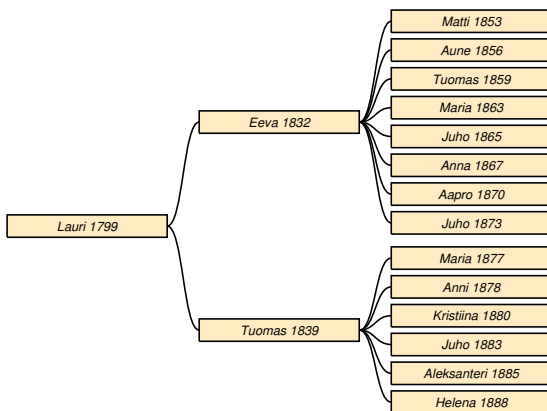 Matti 1853
Aune 1856
Tuomas 1859
Maria 1863
Eeva 1832
Juho 1865
Anna 1867
Aapro 1870
Juho 1873
Lauri 1799
Maria 1877
Anni 1878
Kristiina 1880
Tuomas 1839
Juho 1883
Aleksanteri 1885
Helena 1888